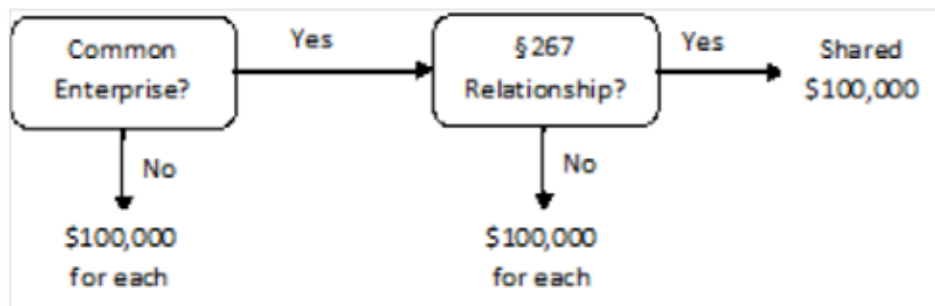 Common
Enterprise?
Yes
§267
Relationship?
Yes
Shared
$100,000
No
$100,000
for each
No
$100,000
for each